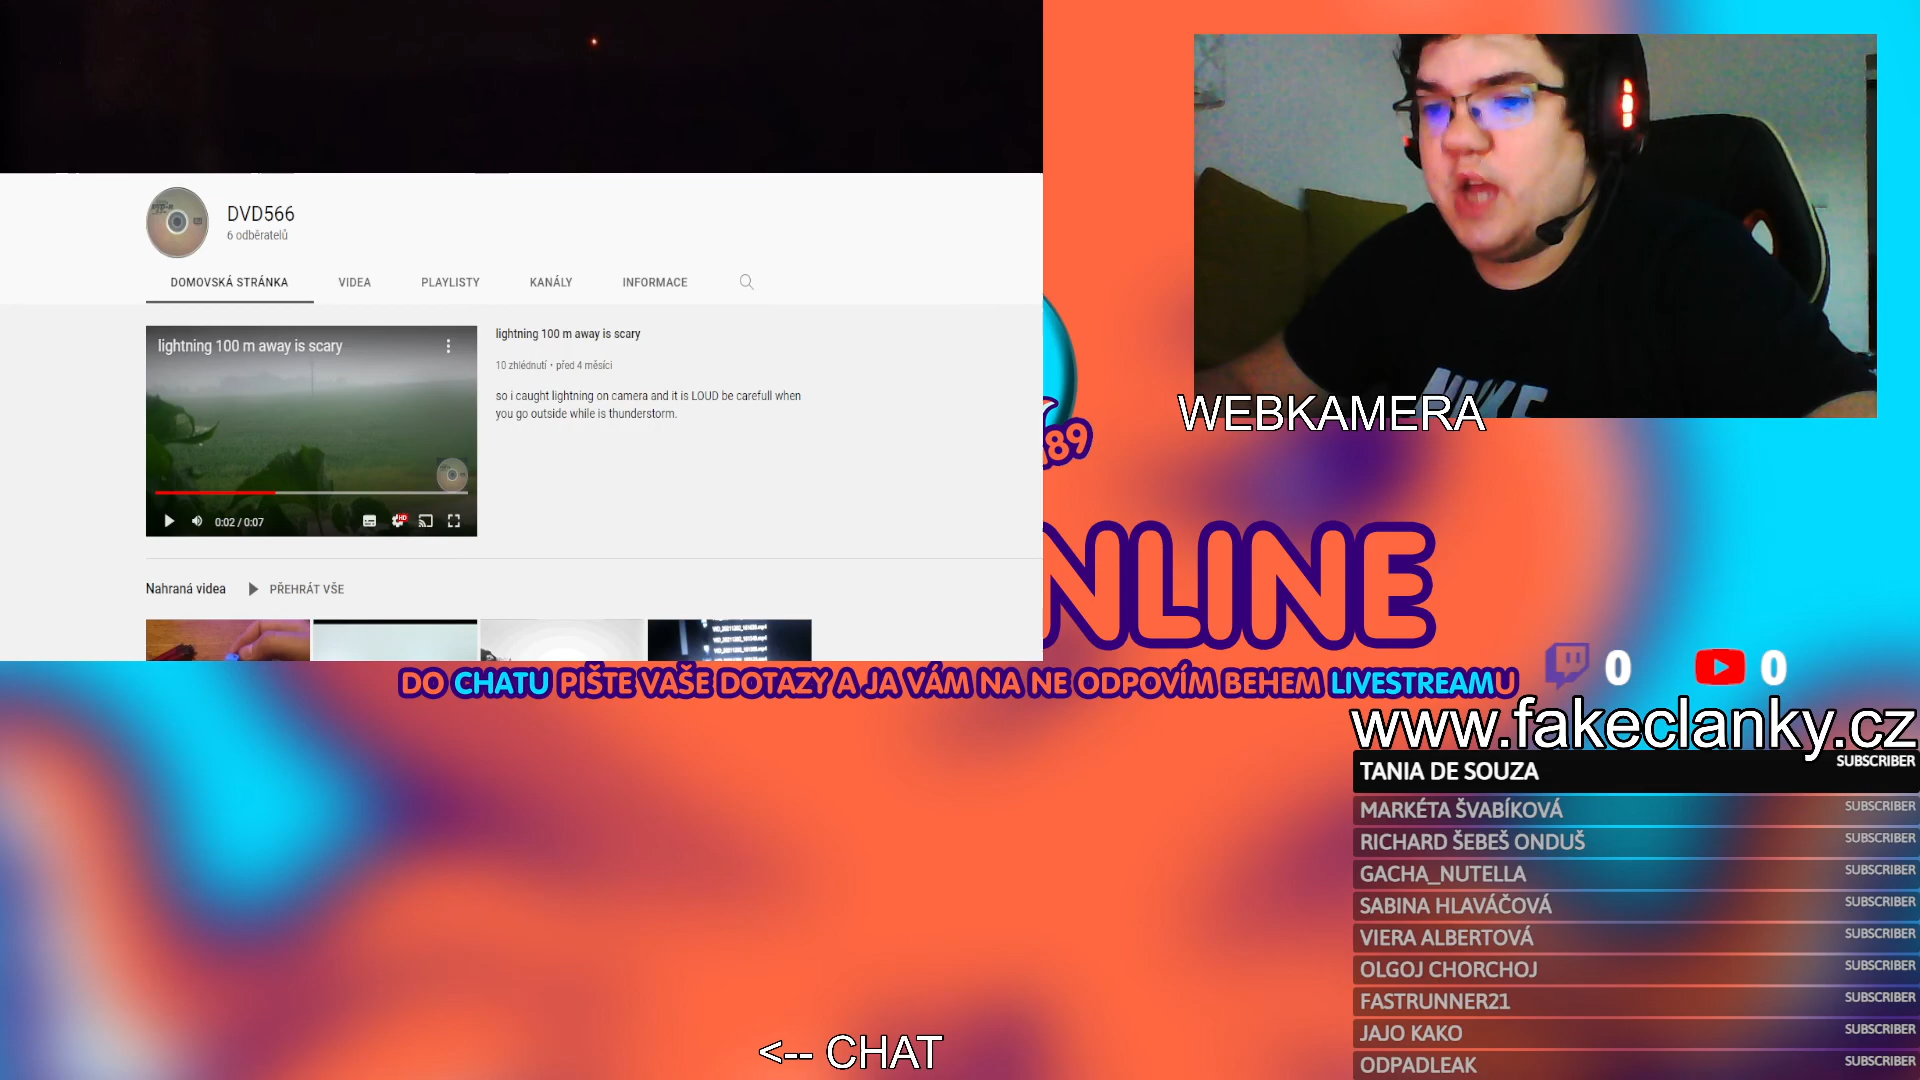 DVD566
6 odběratelů
DOMOVSKÁ STRÁNKA VIDEA PLAYLISTY KANÁLY INFORMACE
lightning 100 m away is scary
0:02 / 0:07
HD
lightning 100 m away is scary
10 zhlédnutí • před 4 měsíci
so i caught lightning on camera and it is LOUD be carefull when
you go outside while is thunderstorm.
Nahraná videa PŘEHRÁT VŠE
NIKE
WEBKAMERA
89
NLINE
DO CHATU PIŠTE VAŠE DOTAZY A JA VÁM NA NE ODPOVÍM BEHEM LIVESTREAMU
0 0
www.fakeclanky.cz
TANIA DE SOUZA SUBSCRIBER
MARKÉTA ŠVABÍKOVÁ SUBSCRIBER
RICHARD ŠEBEŠ ONDUŠ SUBSCRIBER
GACHA_NUTELLA SUBSCRIBER
SABINA HLAVÁČOVÁ SUBSCRIBER
VIERA ALBERTOVÁ SUBSCRIBER
OLGOJ CHORCHOJ SUBSCRIBER
FASTRUNNER21 SUBSCRIBER
JAJO KAKO SUBSCRIBER
ODPADLEAK SUBSCRIBER
<-- CHAT